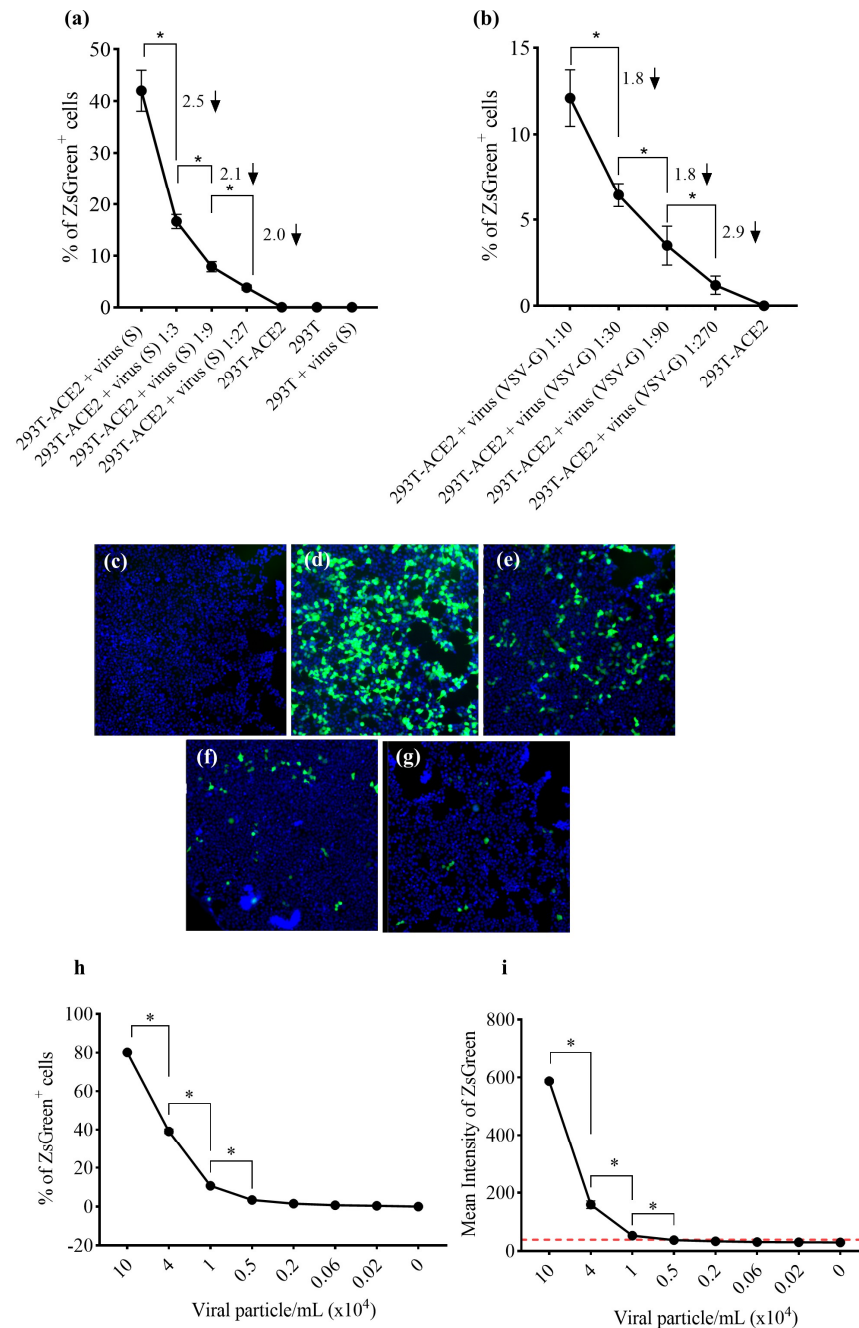 (a)
% of ZsGreen+ cells
50
40
30
20
10
0
*
2.5
*
2.1
*
2.0
293T-ACE2 + virus (S)
293T-ACE2 + virus (S) 1:3
293T-ACE2 + virus (S) 1:9
293T-ACE2 + virus (S) 1:27
293T-ACE2
293T
293T + virus (S)
(b)
% of ZsGreen+ cells
15
10
5
0
*
1.8
*
1.8
*
2.9
293T-ACE2 + virus (VSV-G) 1:10
293T-ACE2 + virus (VSV-G) 1:30
293T-ACE2 + virus (VSV-G) 1:90
293T-ACE2 + virus (VSV-G) 1:270
293T-ACE2
(c)
(d)
(e)
(f)
(g)
h
% of ZsGreen+ cells
100
80
60
40
20
0
-20
*
*
*
10
4
1
0.5
0.2
0.06
0.02
0
Viral particle/mL (x10⁴)
i
Mean Intensity of ZsGreen
800
600
400
200
0
*
*
*
10
4
1
0.5
0.2
0.06
0.02
0
Viral particle/mL (x10⁴)